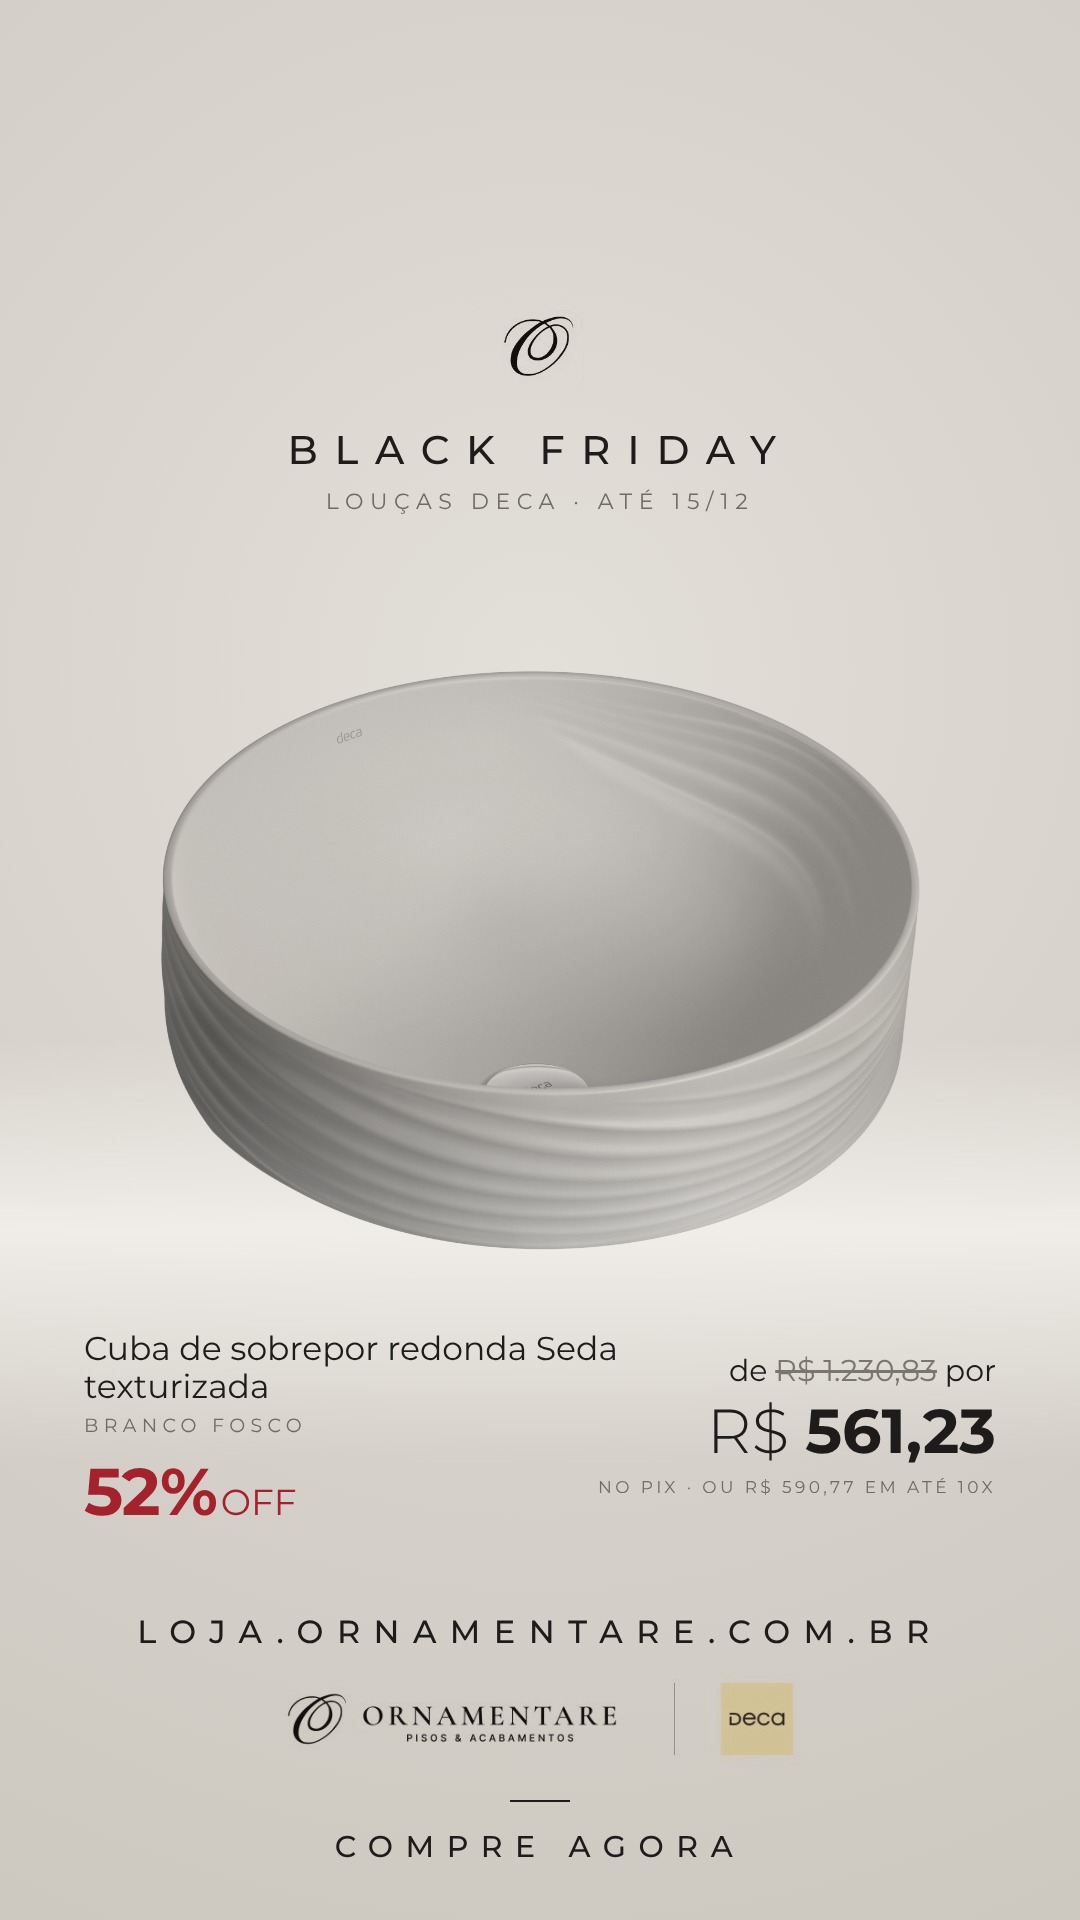 O
BLACK FRIDAY
LOUÇAS DECA · ATÉ 15/12
deca
Cuba de sobrepor redonda Seda
texturizada
BRANCO FOSCO
52% OFF
de R$ 1.230,83 por
R$ 561,23
NO PIX · OU R$ 590,77 EM ATÉ 10X
LOJA.ORNAMENTARE.COM.BR
O ORNAMENTARE
PISOS & ACABAMENTOS
Deca
COMPRE AGORA